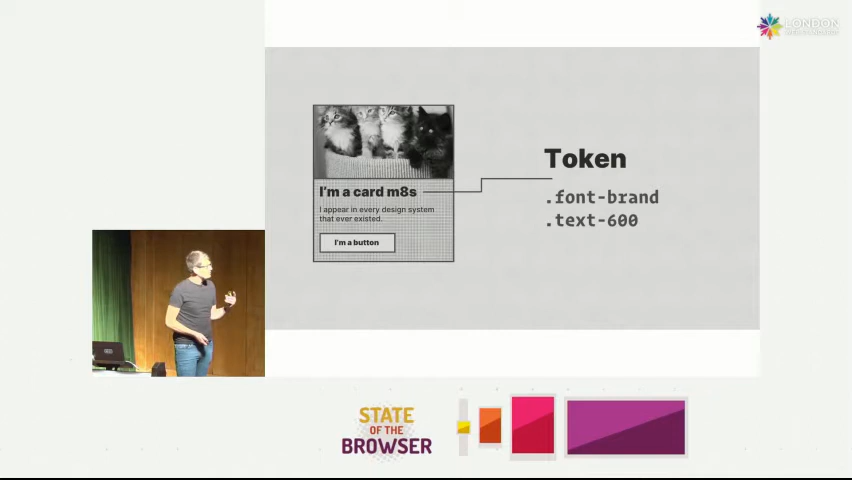 LONDON
Token
.font-brand
.text-600
I'm a card m8s
I appear in every design system
that ever existed.
I'm a button
STATE
OF THE
BROWSER